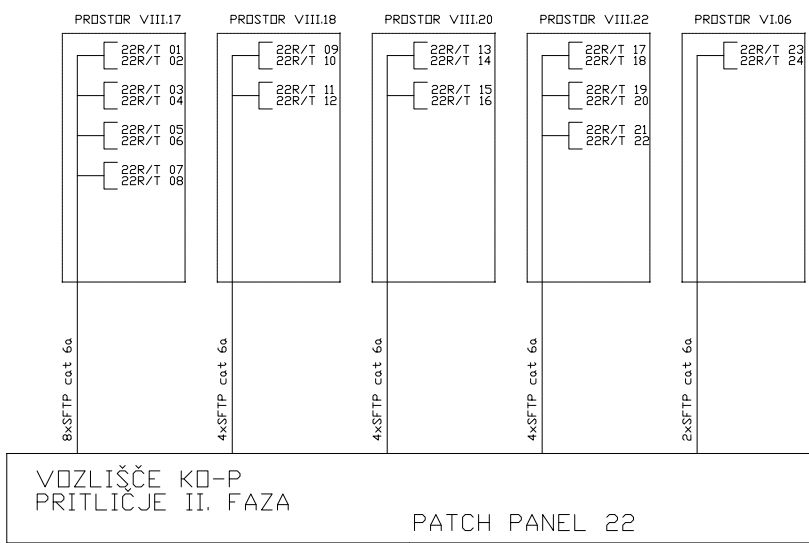 PROSTOR VIII.17
22R/T 01
22R/T 02
22R/T 03
22R/T 04
22R/T 05
22R/T 06
22R/T 07
22R/T 08
8xSFTP cat 6a
PROSTOR VIII.18
22R/T 09
22R/T 10
22R/T 11
22R/T 12
4xSFTP cat 6a
PROSTOR VIII.20
22R/T 13
22R/T 14
22R/T 15
22R/T 16
4xSFTP cat 6a
PROSTOR VIII.22
22R/T 17
22R/T 18
22R/T 19
22R/T 20
22R/T 21
22R/T 22
4xSFTP cat 6a
PROSTOR VI.06
22R/T 23
22R/T 24
2xSFTP cat 6a
VOZLIŠČE KO-P
PRITLIČJE II. FAZA
PATCH PANEL 22